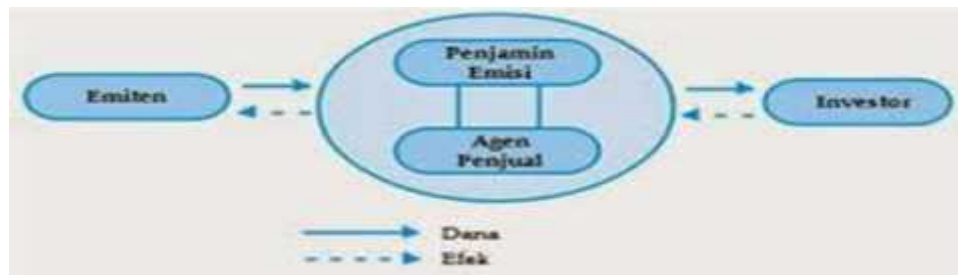 Emiten
Penjamin
Emisi
Agen
Penjual
Investor
Dana
Efek